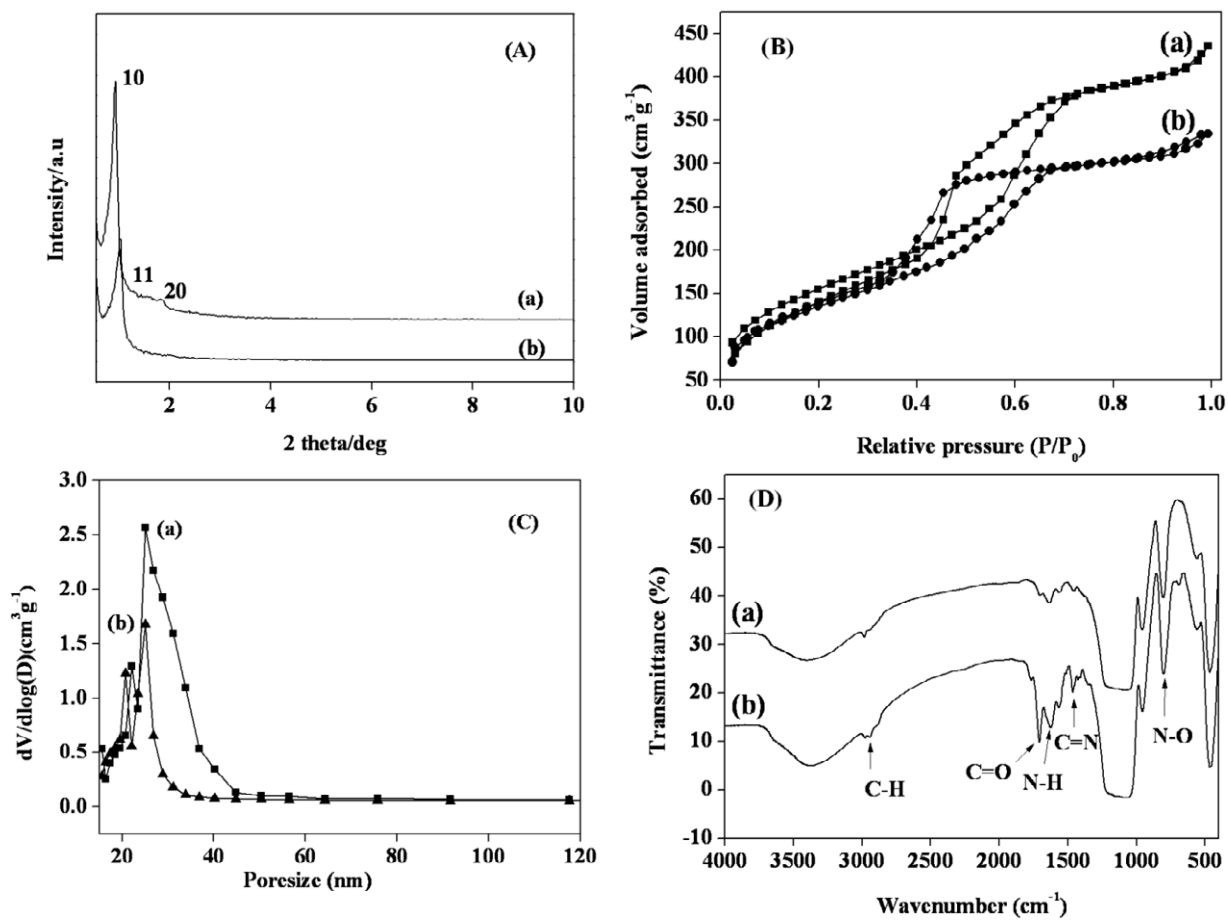 (A)
10
11
20
(a)
(b)
Intensity/a.u
2 4 6 8 10
2 theta/deg
(B)
(a)
(b)
450
400
350
300
250
200
150
100
50
Volume adsorbed (cm³g⁻¹)
0.0 0.2 0.4 0.6 0.8 1.0
Relative pressure (P/P₀)
(C)
(a)
(b)
3.0
2.5
2.0
1.5
1.0
0.5
0.0
dV/dlog(D)(cm³g⁻¹)
20 40 60 80 100 120
Poresize (nm)
(D)
(a)
(b)
60
50
40
30
20
10
0
-10
Transmittance (%)
C-H
C=O
N-H
C=N
N-O
4000 3000 2000 1500 1000 500
Wavenumber (cm⁻¹)